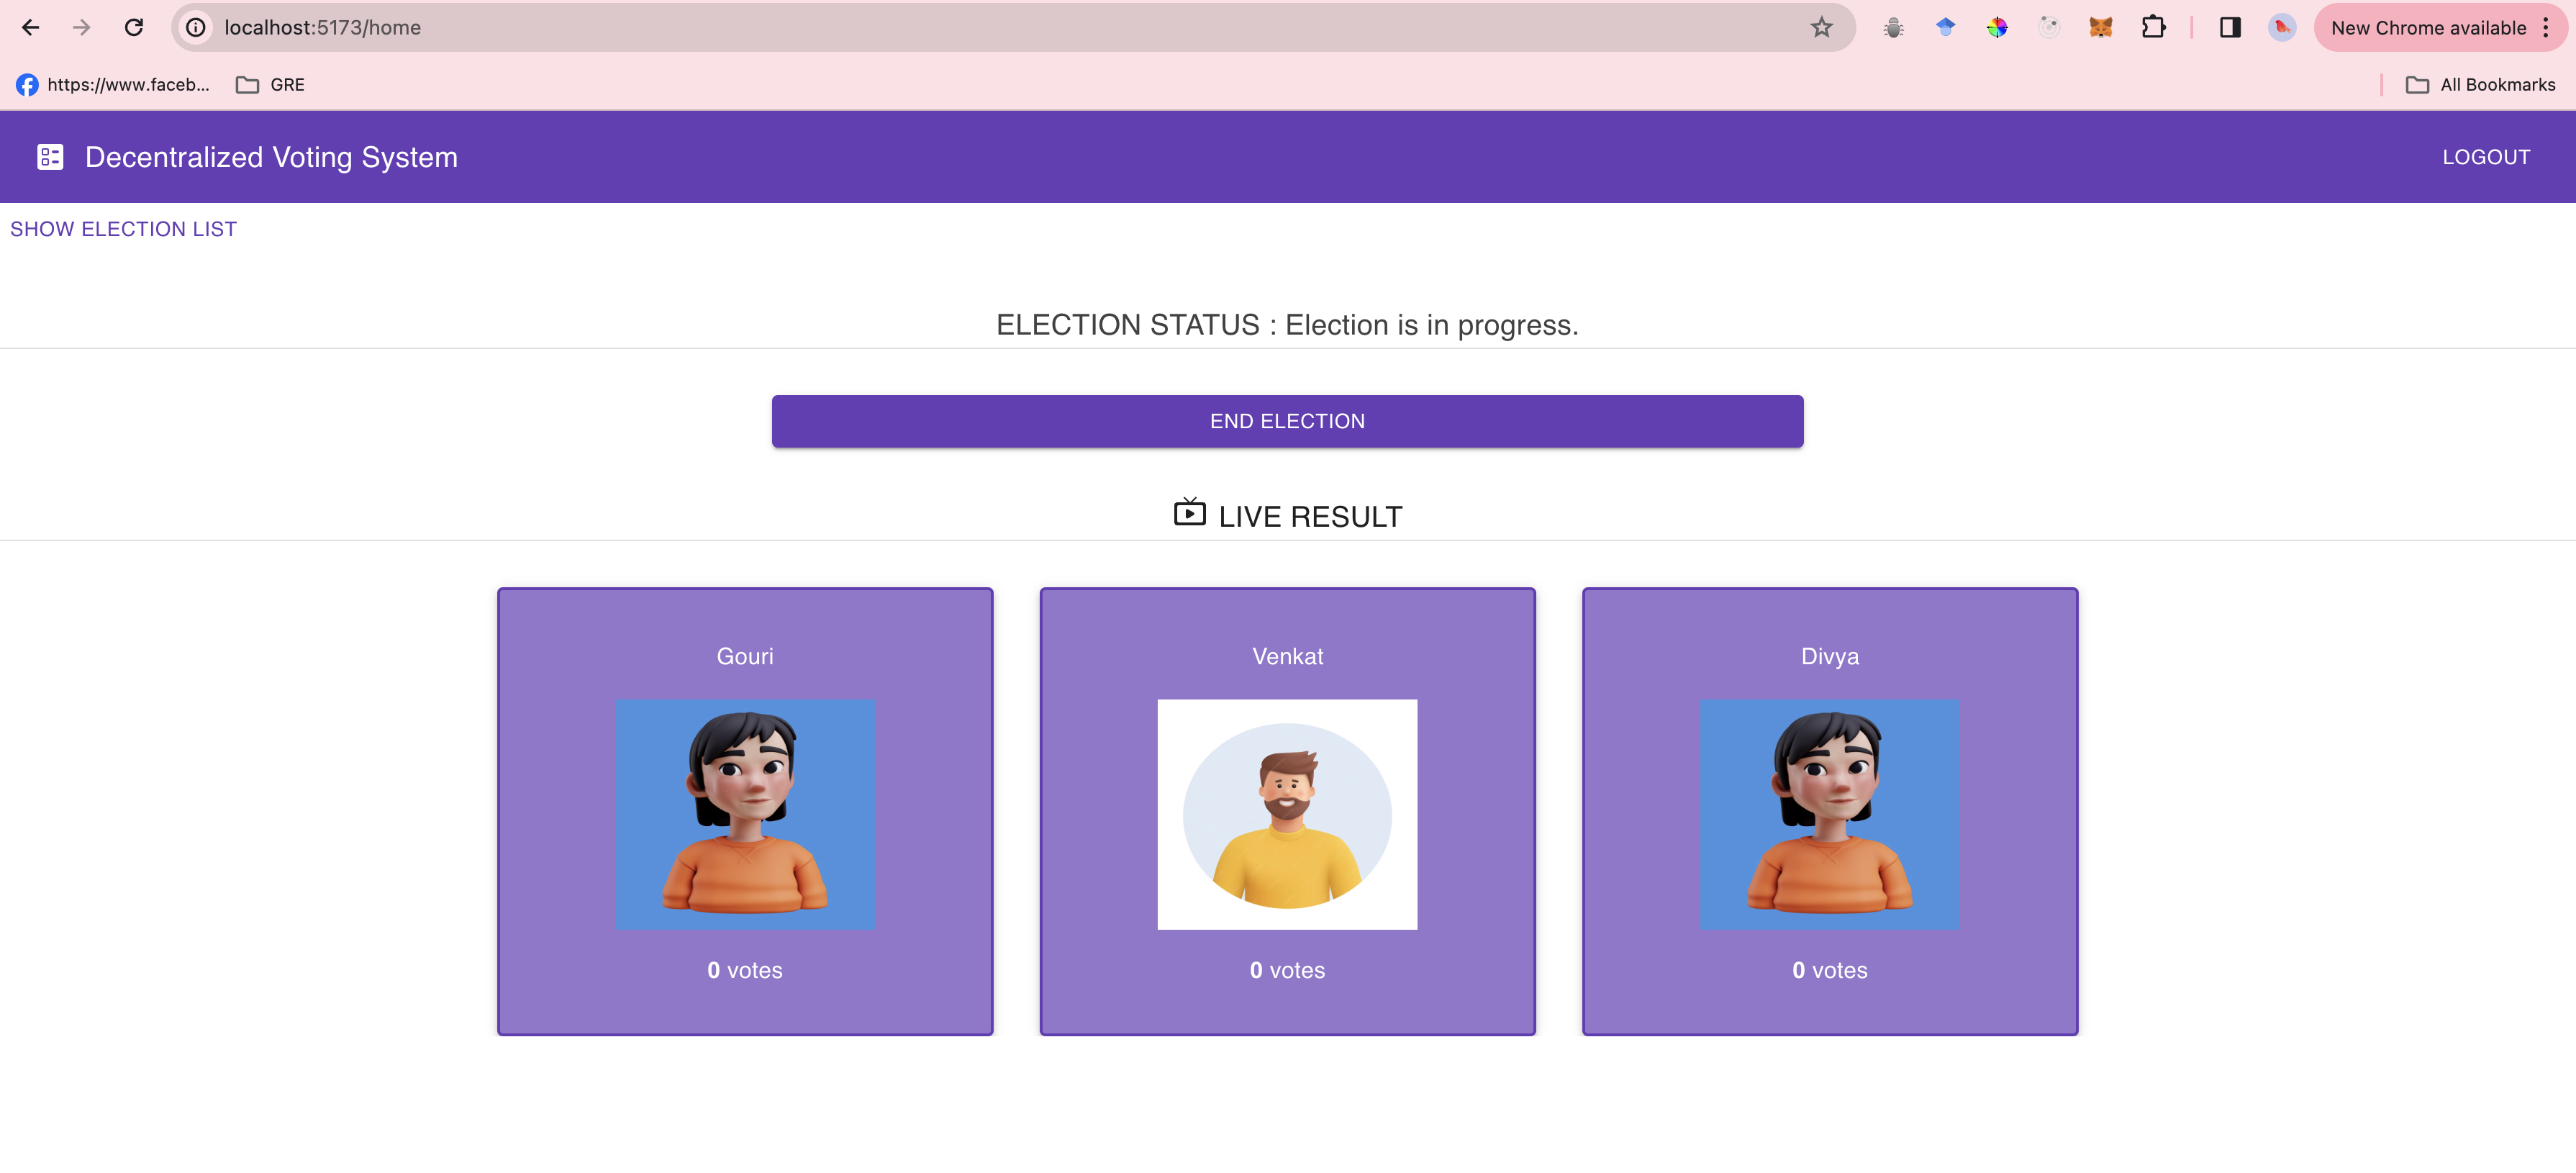 localhost:5173/home
New Chrome available
https://www.faceb...
GRE
All Bookmarks
Decentralized Voting System
LOGOUT
SHOW ELECTION LIST
ELECTION STATUS : Election is in progress.
END ELECTION
LIVE RESULT
Gouri
Venkat
Divya
0 votes
0 votes
0 votes